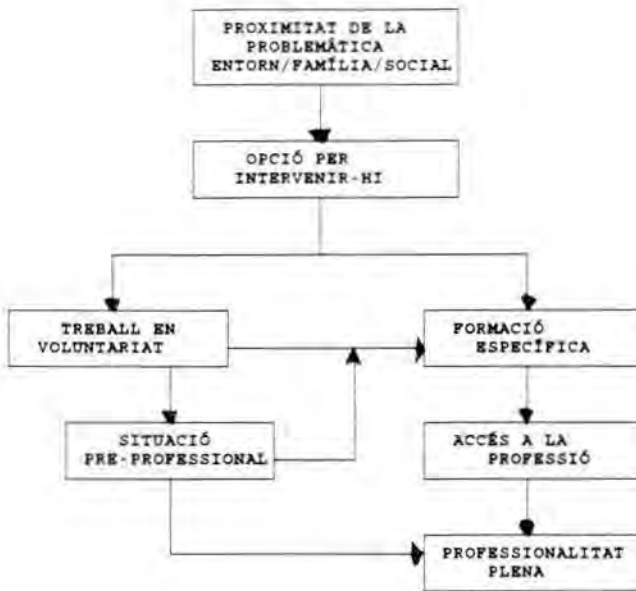 PROXIMITAT DE LA
PROBLEMÀTICA
ENTORN/FAMÍLIA/SOCIAL
OPCIÓ PER
INTERVENIR-HI
TREBALL EN
VOLUNTARIAT
FORMACIÓ
ESPECÍFICA
SITUACIÓ
PRE-PROFESSIONAL
ACCÉS A LA
PROFESSIÓ
PROFESSIONALITAT
PLENA